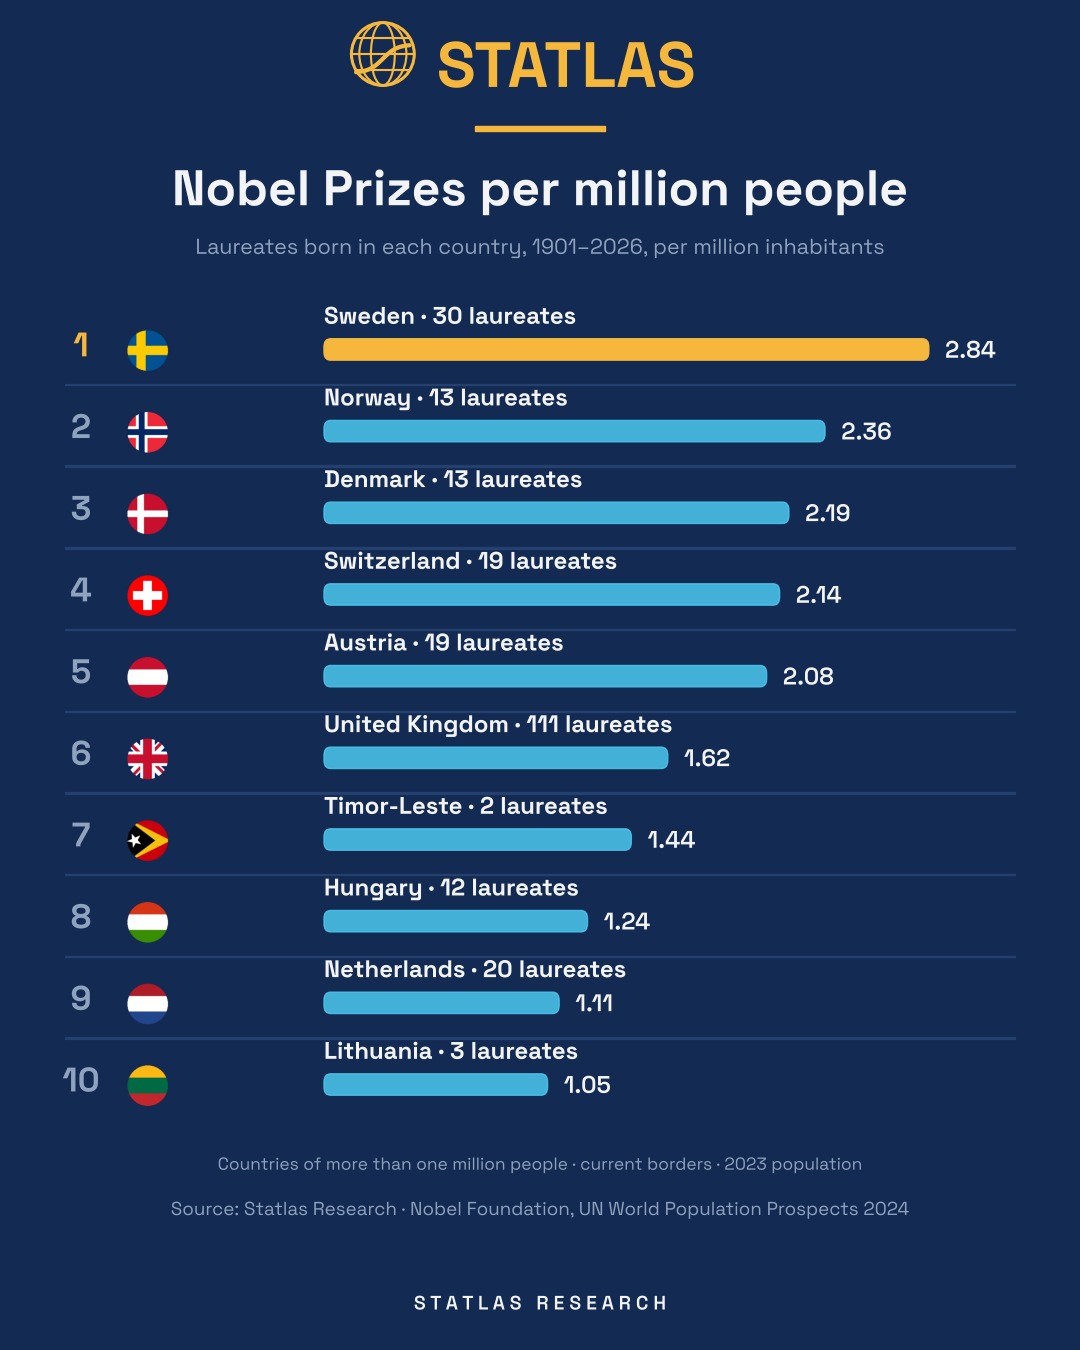 STATLAS
Nobel Prizes per million people
Laureates born in each country, 1901–2026, per million inhabitants
Sweden · 30 laureates
1
2.84
Norway · 13 laureates
2
2.36
Denmark · 13 laureates
3
2.19
Switzerland · 19 laureates
4
2.14
Austria · 19 laureates
5
2.08
United Kingdom · 111 laureates
6
1.62
Timor-Leste · 2 laureates
7
1.44
Hungary · 12 laureates
8
1.24
Netherlands · 20 laureates
9
1.11
Lithuania · 3 laureates
10
1.05
Countries of more than one million people · current borders · 2023 population
Source: Statlas Research · Nobel Foundation, UN World Population Prospects 2024
STATLAS RESEARCH